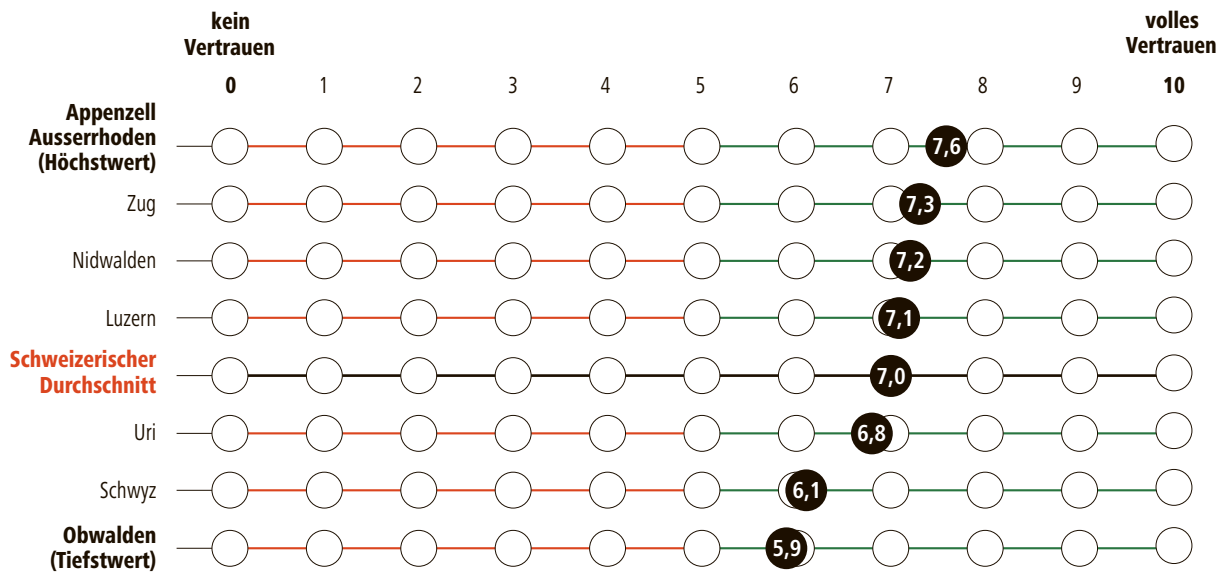 kein
Vertrauen
volles
Vertrauen
0 1 2 3 4 5 6 7 8 9 10
Appenzell
Ausserrhoden
(Höchstwert)
7,6
Zug
7,3
Nidwalden
7,2
Luzern
7,1
Schweizerischer
Durchschnitt
7,0
Uri
6,8
Schwyz
6,1
Obwalden
(Tiefstwert)
5,9